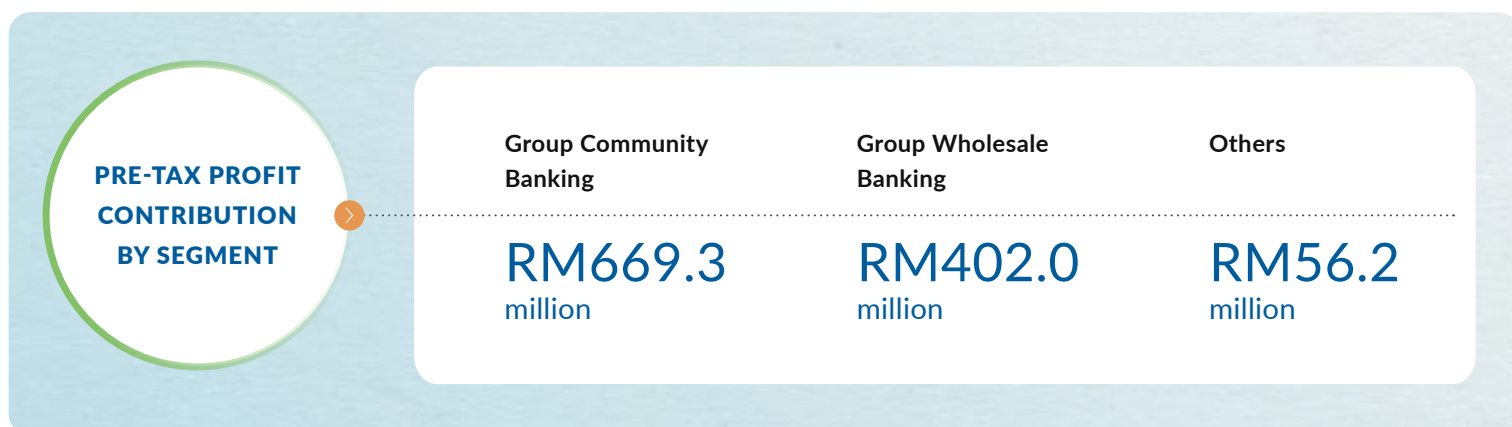 PRE-TAX PROFIT
CONTRIBUTION
BY SEGMENT
Group Community
Banking
RM669.3
million
Group Wholesale
Banking
RM402.0
million
Others
RM56.2
million